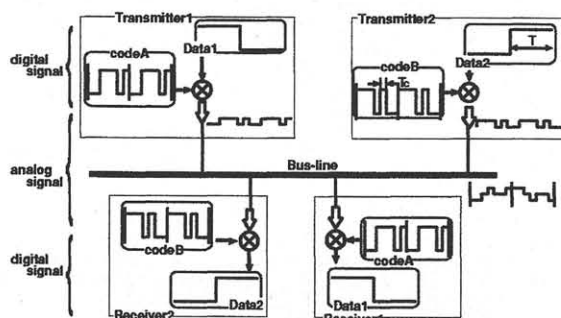 Transmitter1
Transmitter2
digital
signal
codeA
Data1
codeB
Tc
Data2
T
analog
signal
Bus-line
digital
signal
codeB
Data2
Receiver2
codeA
Data1
Receiver1